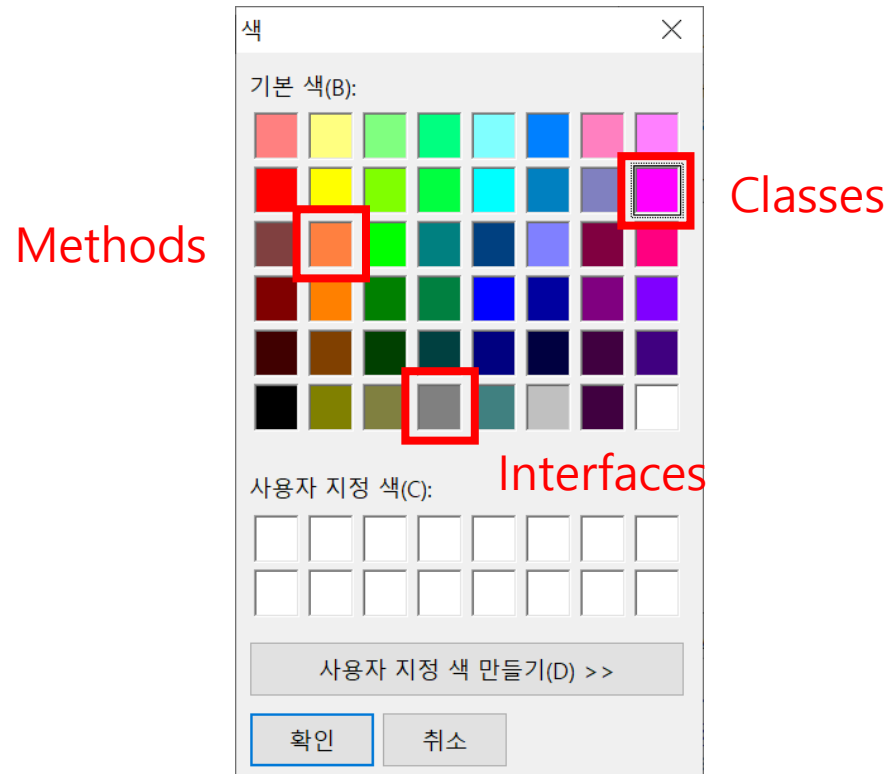 색
기본 색(B):
Classes
Methods
Interfaces
사용자 지정 색(C):
사용자 지정 색 만들기(D) >>
확인
취소